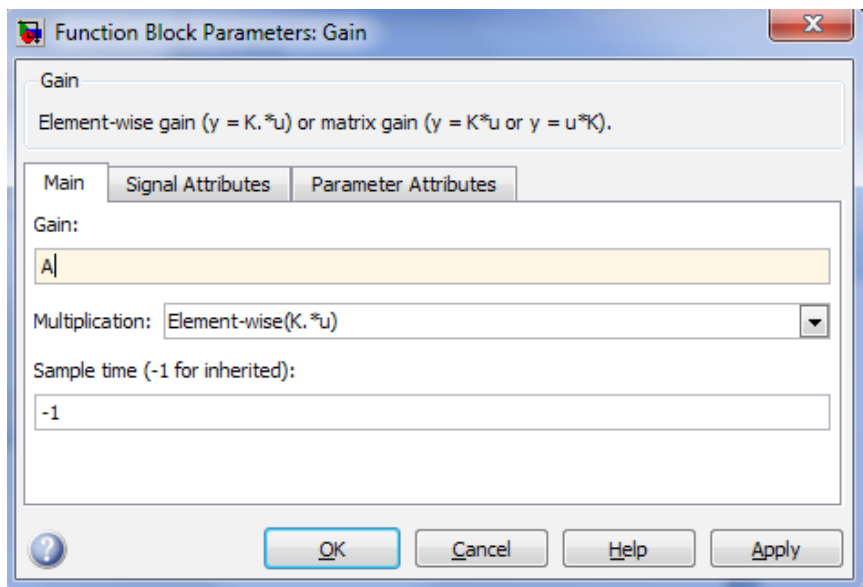 Function Block Parameters: Gain
Gain
Element-wise gain (y = K.*u) or matrix gain (y = K*u or y = u*K).
Main Signal Attributes Parameter Attributes
Gain:
A
Multiplication: Element-wise(K.*u)
Sample time (-1 for inherited):
-1
OK Cancel Help Apply